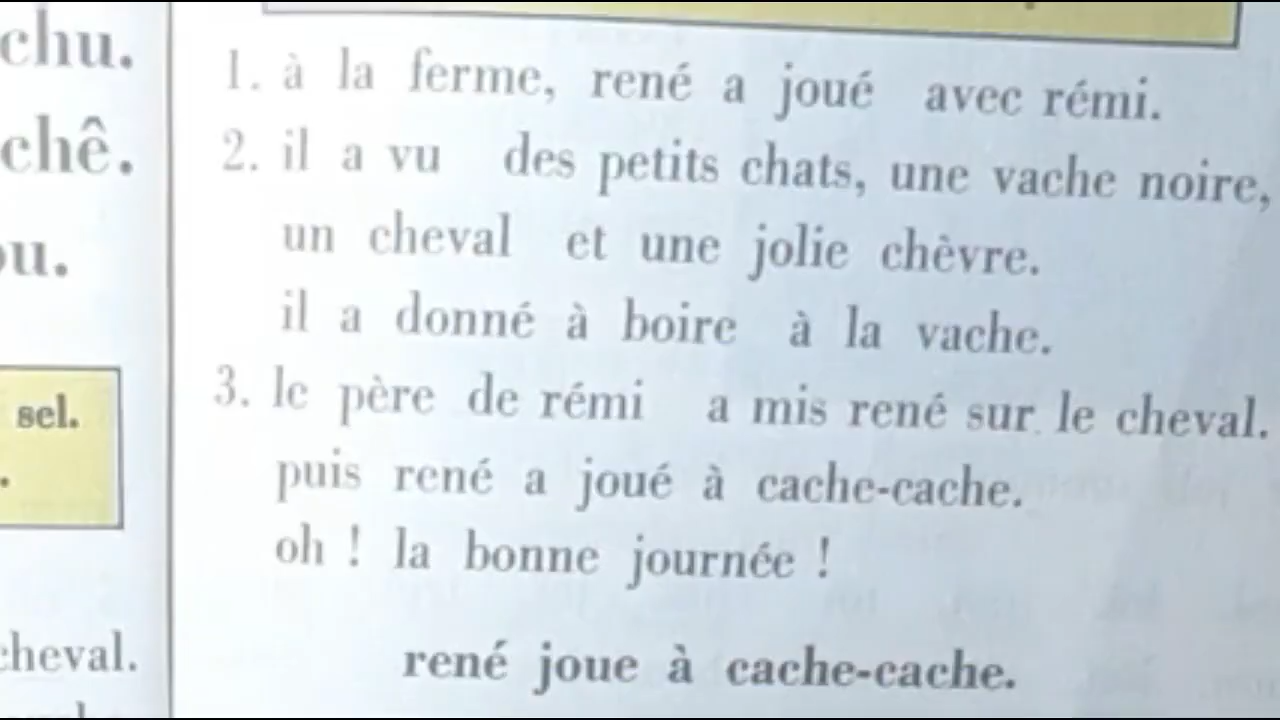 chu.
chê.
ou.
sel.
.
cheval.
1. à la ferme, rené a joué avec rémi.
2. il a vu des petits chats, une vache noire,
un cheval et une jolie chèvre.
il a donné à boire à la vache.
3. le père de rémi a mis rené sur le cheval.
puis rené a joué à cache-cache.
oh ! la bonne journée !
rené joue à cache-cache.